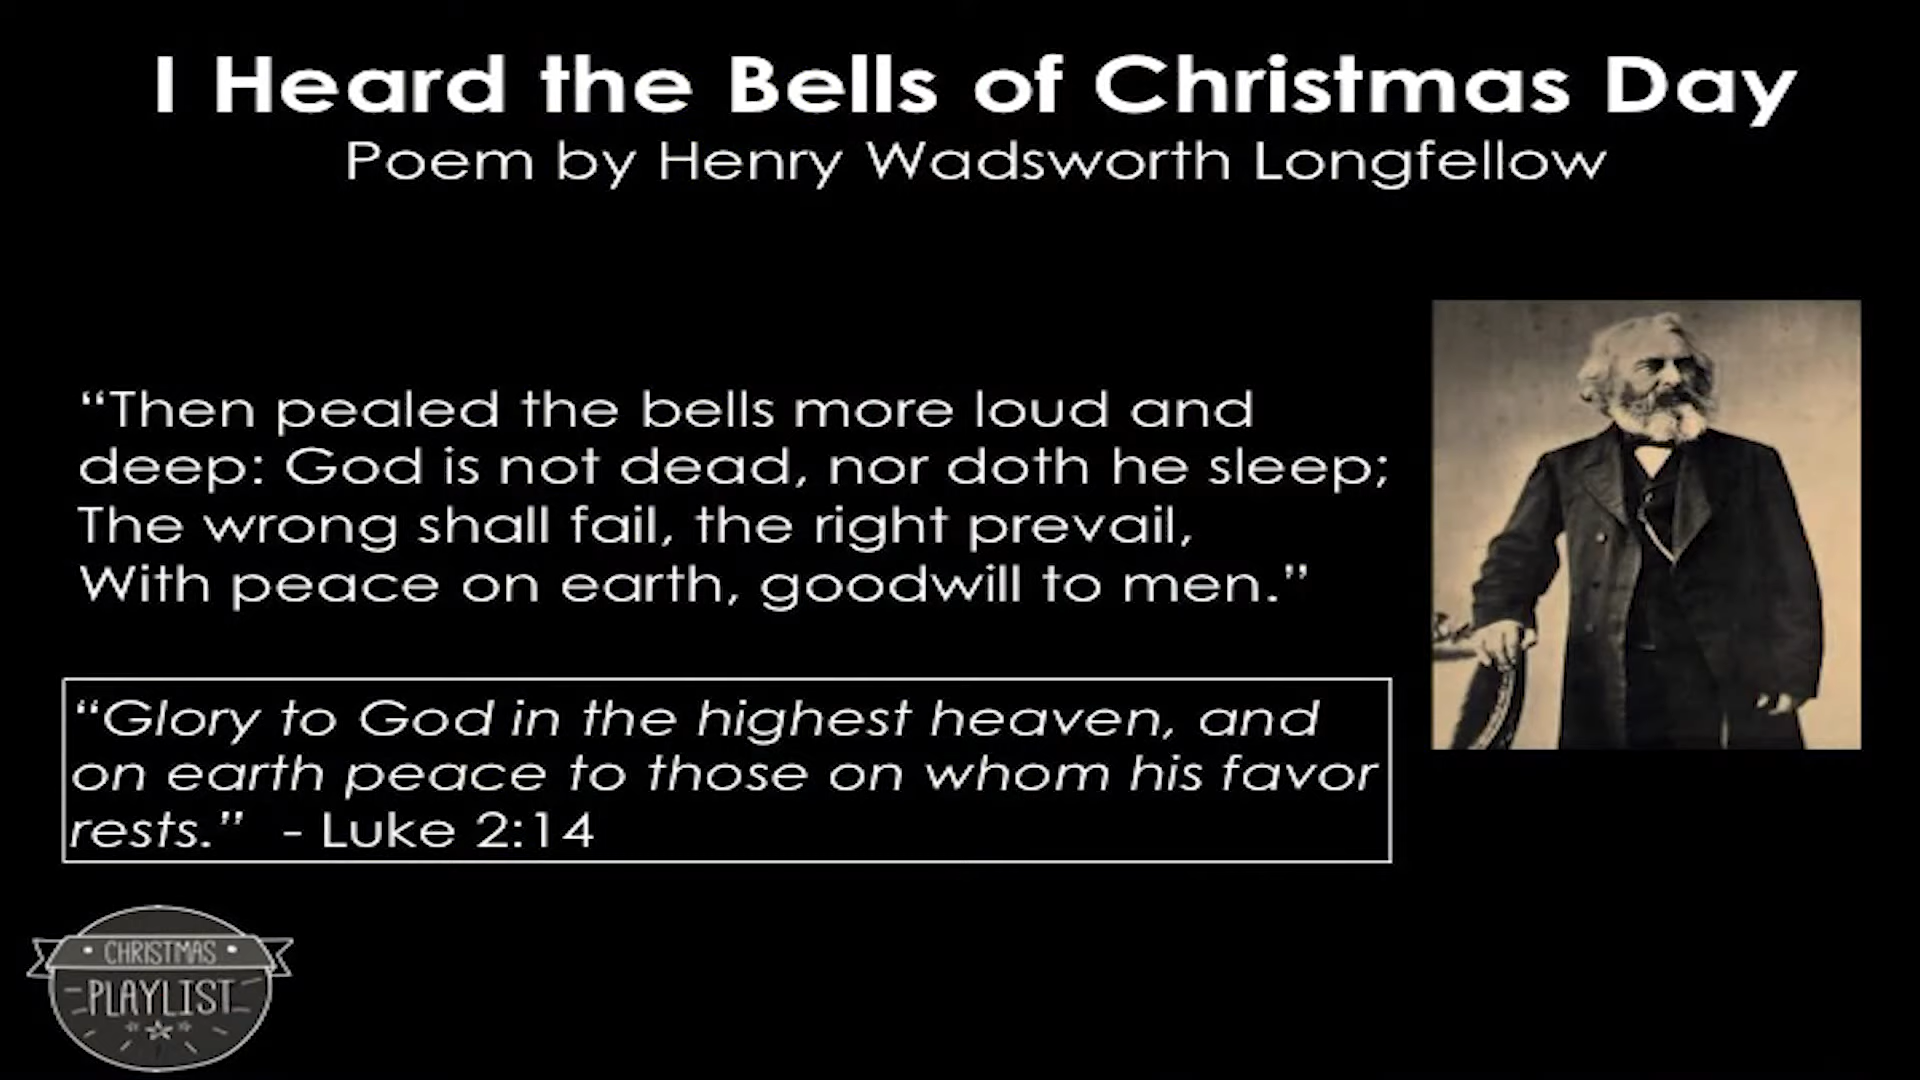 I Heard the Bells of Christmas Day
Poem by Henry Wadsworth Longfellow
“Then pealed the bells more loud and
deep: God is not dead, nor doth he sleep;
The wrong shall fail, the right prevail,
With peace on earth, goodwill to men.”
“Glory to God in the highest heaven, and
on earth peace to those on whom his favor
rests.” - Luke 2:14
• CHRISTMAS •
PLAYLIST